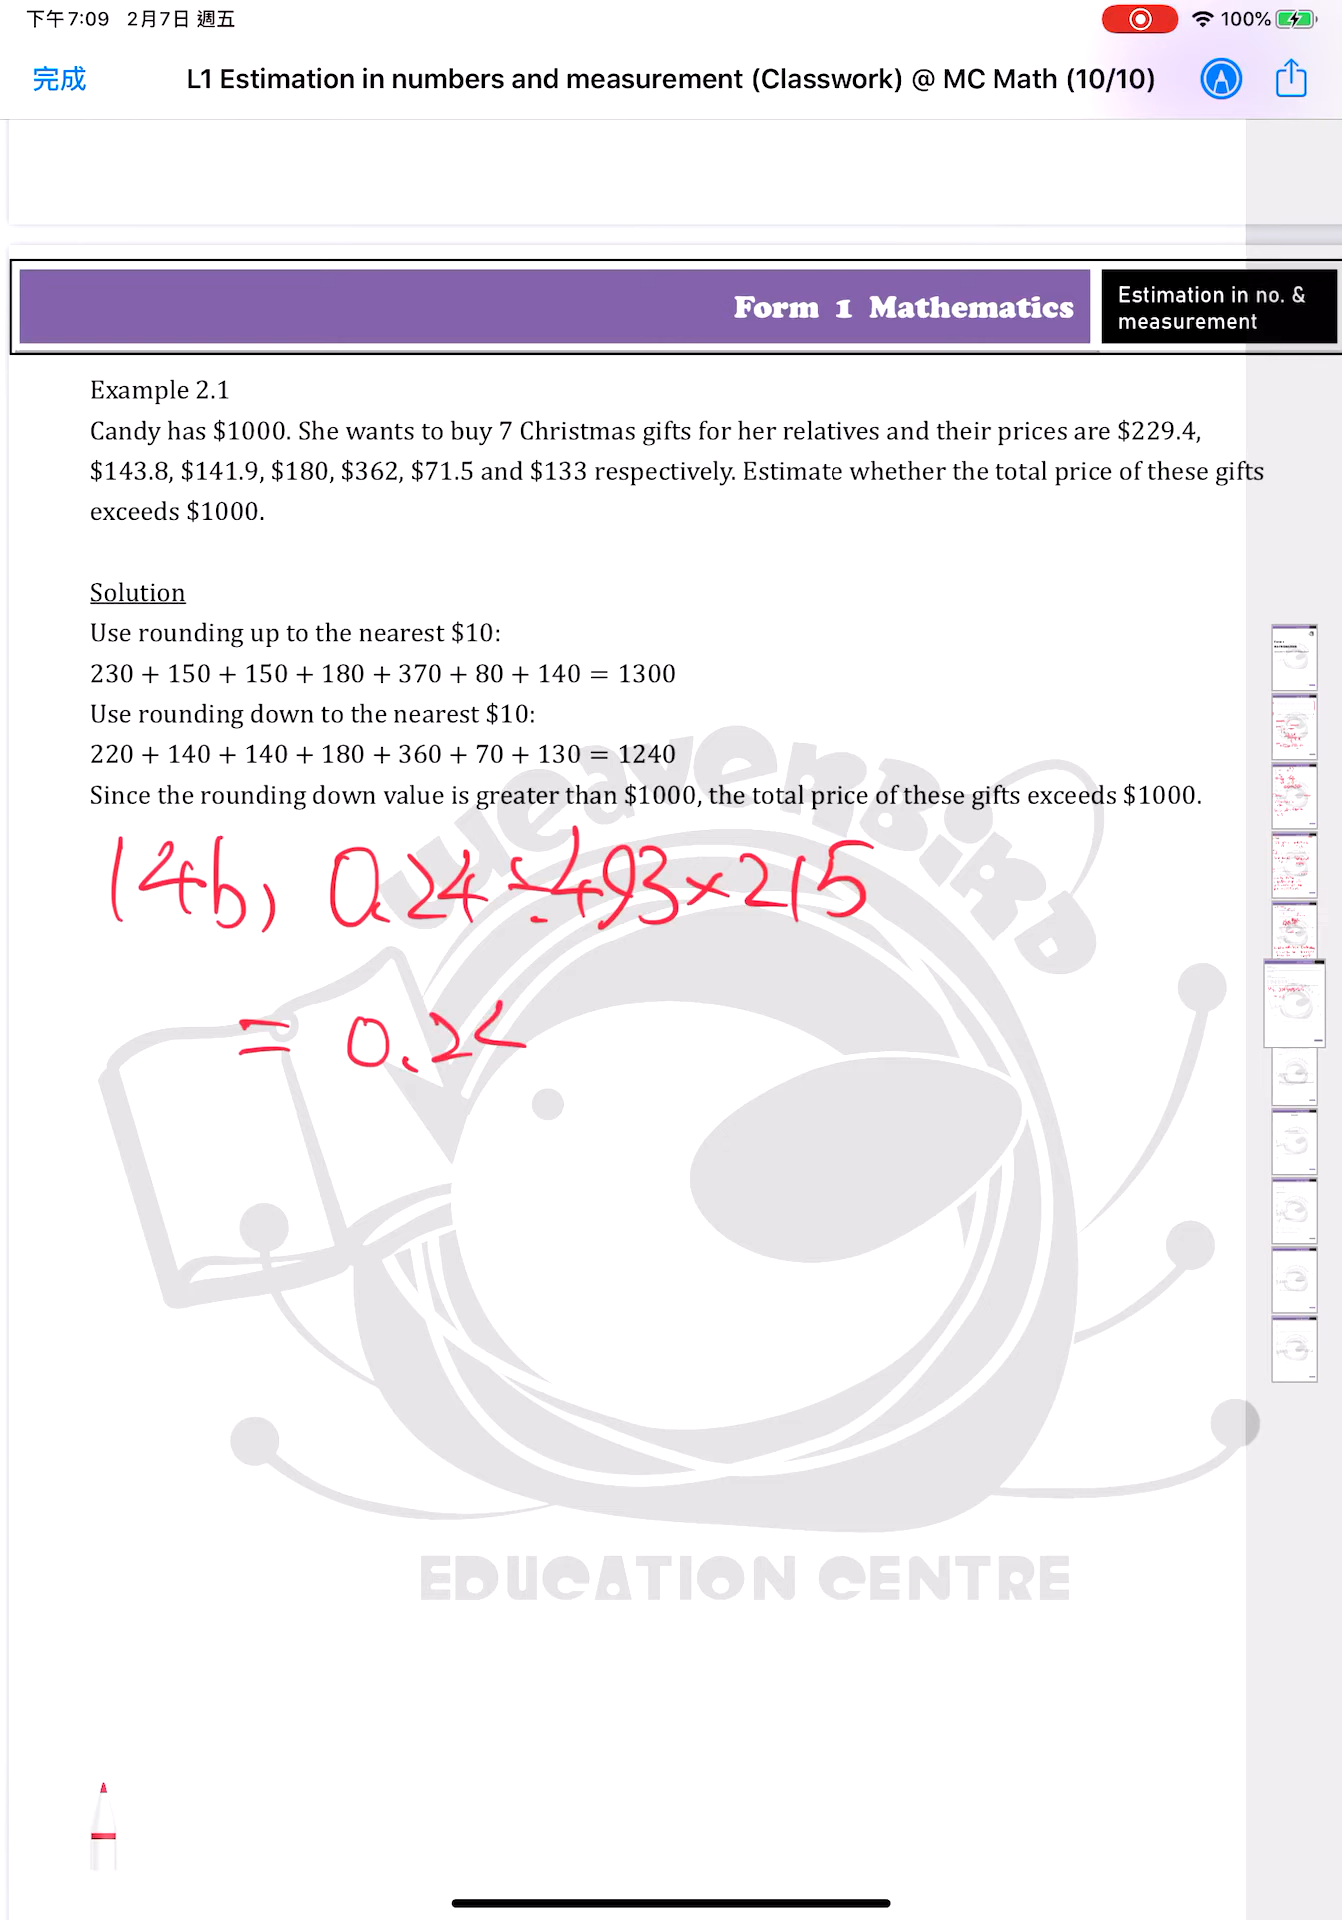 下午7:09 2月7日 週五 100%
完成 L1 Estimation in numbers and measurement (Classwork) @ MC Math (10/10)
Form 1 Mathematics
Estimation in no. &
measurement
Example 2.1
Candy has $1000. She wants to buy 7 Christmas gifts for her relatives and their prices are $229.4,
$143.8, $141.9, $180, $362, $71.5 and $133 respectively. Estimate whether the total price of these gifts
exceeds $1000.
Solution
Use rounding up to the nearest $10:
230 + 150 + 150 + 180 + 370 + 80 + 140 = 1300
Use rounding down to the nearest $10:
220 + 140 + 140 + 180 + 360 + 70 + 130 = 1240
Since the rounding down value is greater than $1000, the total price of these gifts exceeds $1000.
WeaverBird
14b, 0.24÷493×215
= 0.2
EDUCATION CENTRE